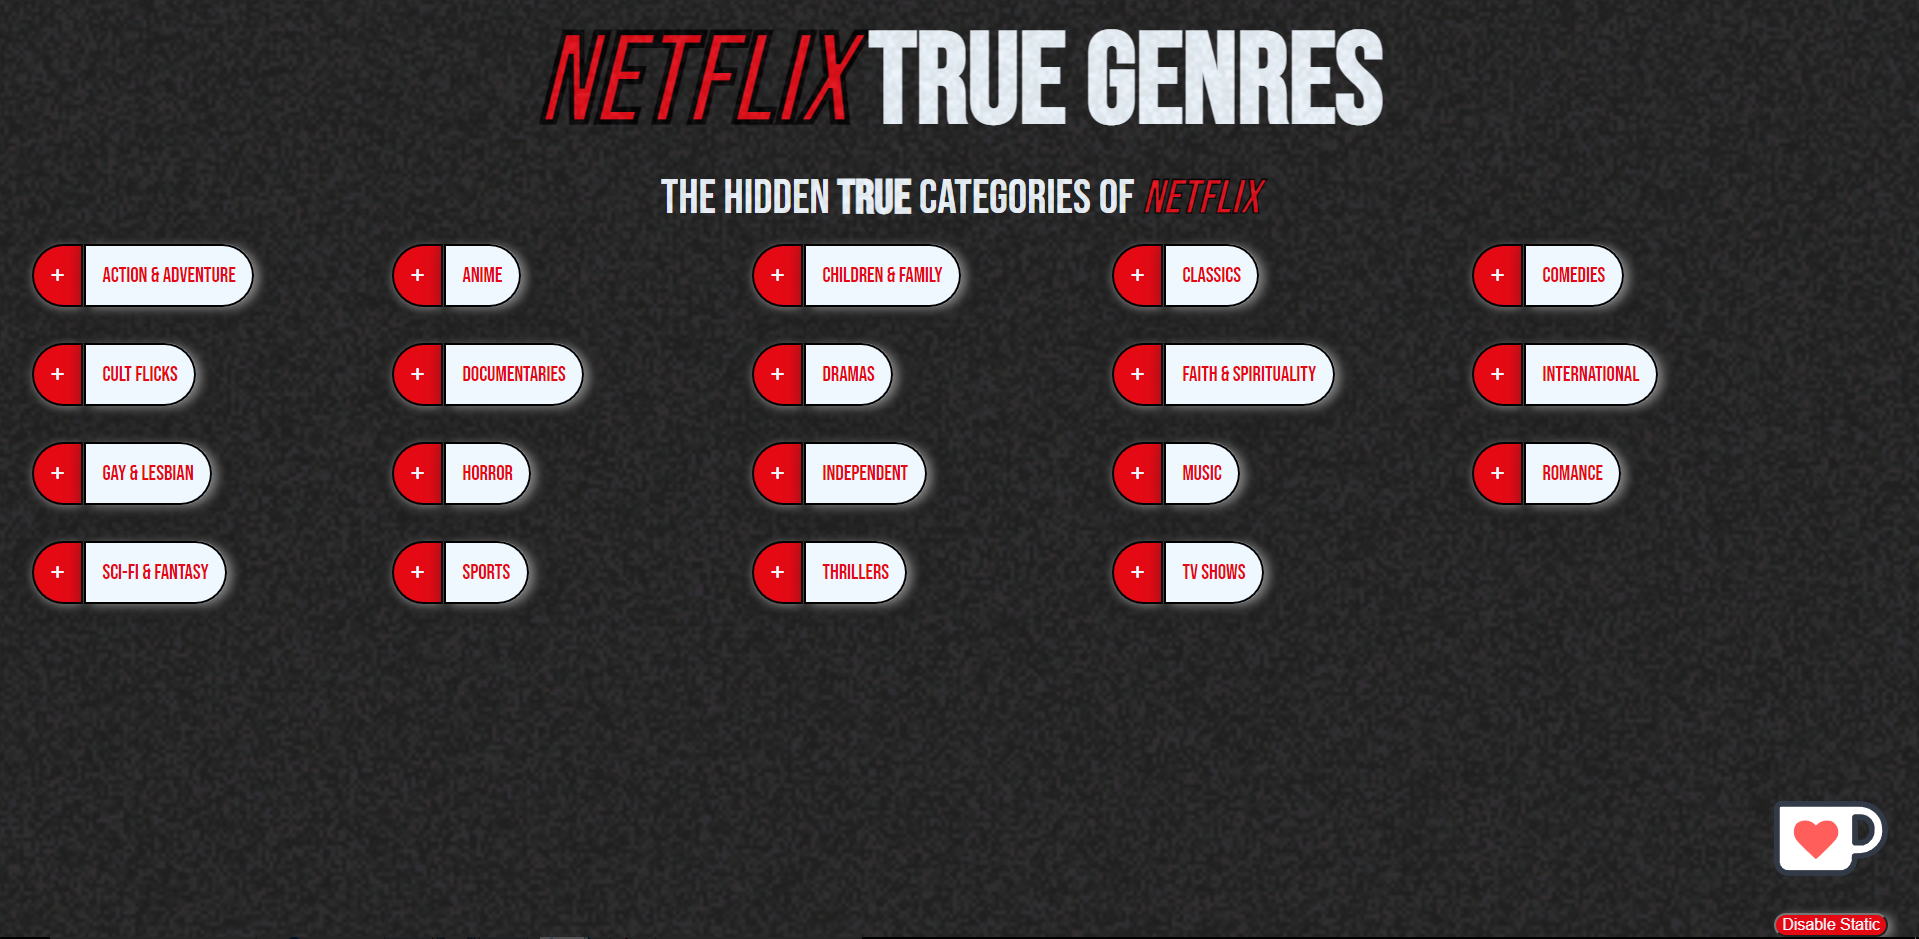 NETFLIX TRUE GENRES
THE HIDDEN TRUE CATEGORIES OF NETFLIX
+ ACTION & ADVENTURE + ANIME + CHILDREN & FAMILY + CLASSICS + COMEDIES
+ CULT FLICKS + DOCUMENTARIES + DRAMAS + FAITH & SPIRITUALITY + INTERNATIONAL
+ GAY & LESBIAN + HORROR + INDEPENDENT + MUSIC + ROMANCE
+ SCI-FI & FANTASY + SPORTS + THRILLERS + TV SHOWS
Disable Static